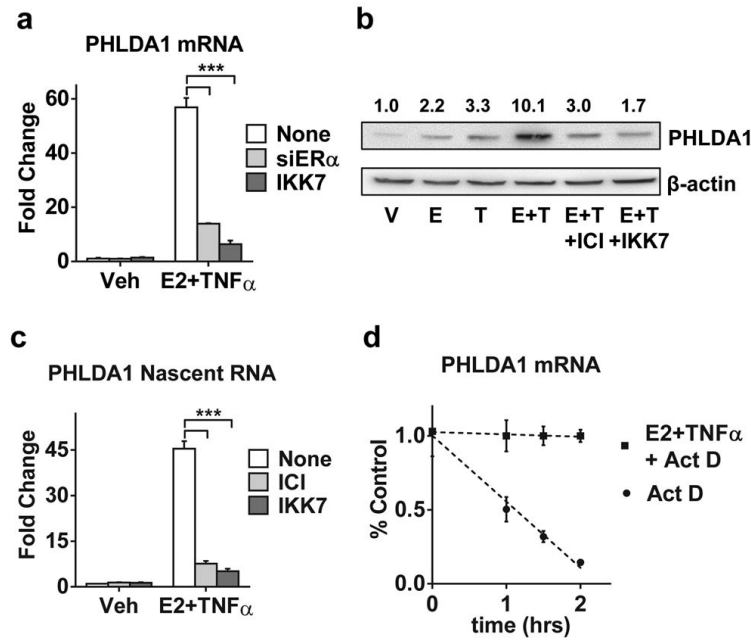 a
PHLDA1 mRNA
Fold Change
60
40
20
0
***
None
siERα
IKK7
Veh
E2+TNFα
b
1.0 2.2 3.3 10.1 3.0 1.7
PHLDA1
β-actin
V E T E+T E+T E+T
+ICI +IKK7
c
PHLDA1 Nascent RNA
Fold Change
45
30
15
0
***
None
ICI
IKK7
Veh
E2+TNFα
d
PHLDA1 mRNA
% Control
1.0
0.5
0.0
0 1 2
time (hrs)
E2+TNFα
+ Act D
Act D